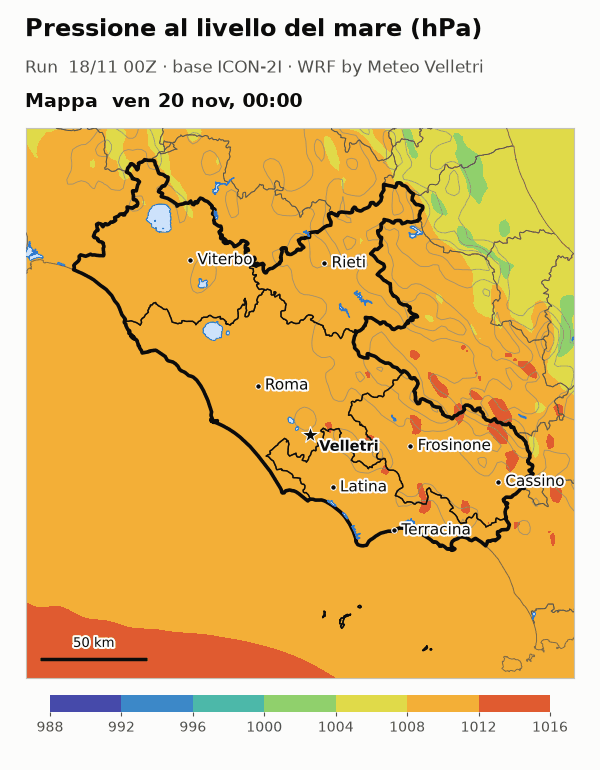 Pressione al livello del mare (hPa)
Run  18/11 00Z · base ICON-2I · WRF by Meteo Velletri
Mappa  ven 20 nov, 00:00
Viterbo
Rieti
Roma
Velletri
Frosinone
Cassino
Latina
Terracina
50 km
988 992 996 1000 1004 1008 1012 1016